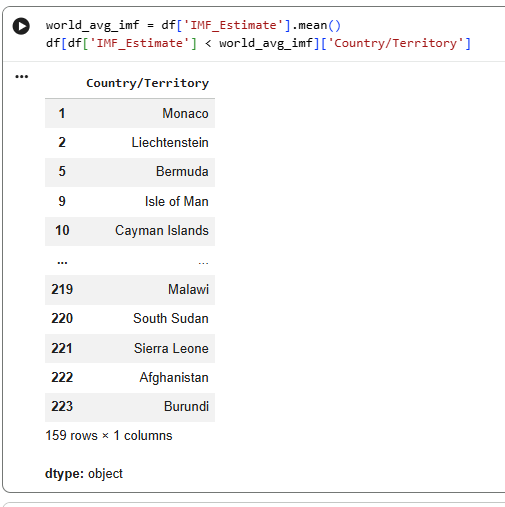 world_avg_imf = df['IMF_Estimate'].mean()
df[df['IMF_Estimate'] < world_avg_imf]['Country/Territory']
...
Country/Territory
1 Monaco
2 Liechtenstein
5 Bermuda
9 Isle of Man
10 Cayman Islands
... ...
219 Malawi
220 South Sudan
221 Sierra Leone
222 Afghanistan
223 Burundi
159 rows × 1 columns
dtype: object